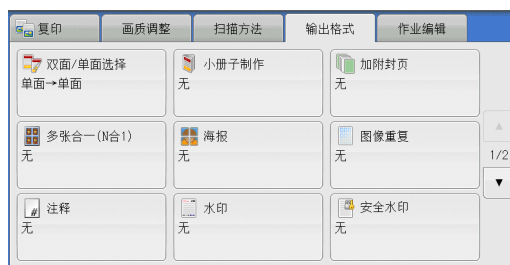 复印 画质调整 扫描方法 输出格式 作业编辑
双面/单面选择 小册子制作 加附封页
单面→单面 无 无
多张合一(N合1) 海报 图像重复
无 无 无
1/2
注释 水印 安全水印
无 无 无